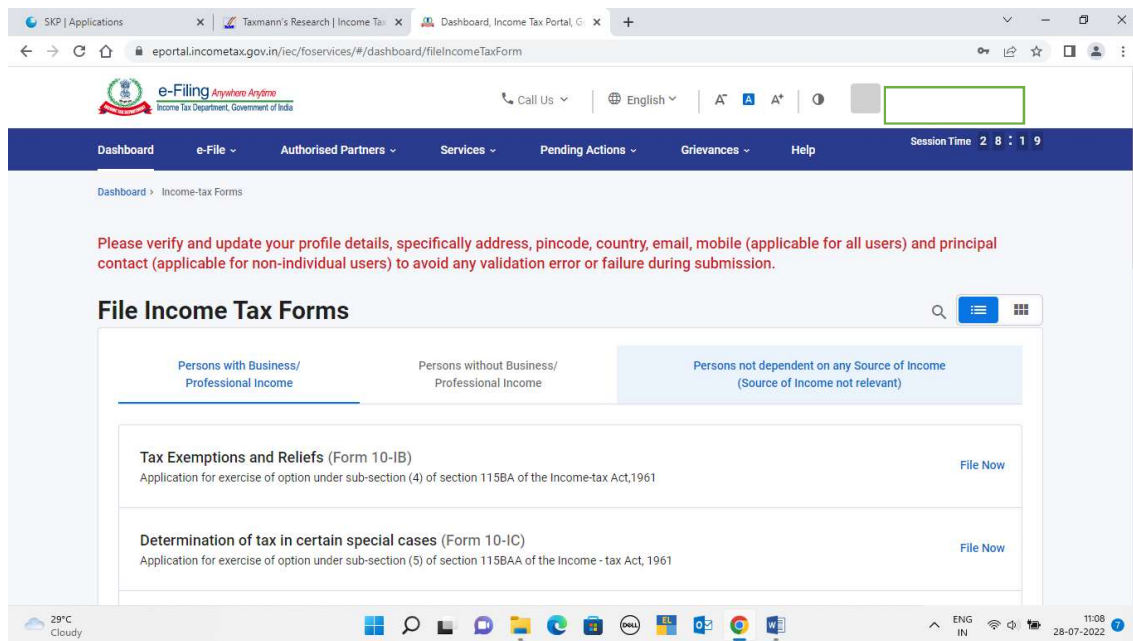 SKP | Applications
Taxmann's Research | Income Tax
Dashboard, Income Tax Portal, G
eportal.incometax.gov.in/iec/foservices/#/dashboard/fileIncomeTaxForm
e-Filing Anywhere Anytime
Income Tax Department, Government of India
Call Us
English
A-
A
A+
Dashboard
e-File
Authorised Partners
Services
Pending Actions
Grievances
Help
Session Time 2 8 : 1 9
Dashboard > Income-tax Forms
Please verify and update your profile details, specifically address, pincode, country, email, mobile (applicable for all users) and principal
contact (applicable for non-individual users) to avoid any validation error or failure during submission.
File Income Tax Forms
Persons with Business/
Professional Income
Persons without Business/
Professional Income
Persons not dependent on any Source of Income
(Source of Income not relevant)
Tax Exemptions and Reliefs (Form 10-IB)
Application for exercise of option under sub-section (4) of section 115BA of the Income-tax Act,1961
File Now
Determination of tax in certain special cases (Form 10-IC)
Application for exercise of option under sub-section (5) of section 115BAA of the Income - tax Act, 1961
File Now
29°C
Cloudy
DELL
EL
ENG
IN
11:08
28-07-2022
7